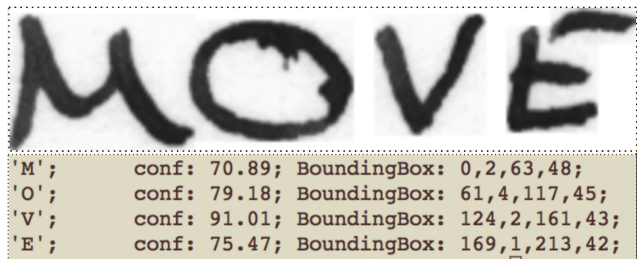 MOVE
'M'; conf: 70.89; BoundingBox: 0,2,63,48;
'O'; conf: 79.18; BoundingBox: 61,4,117,45;
'V'; conf: 91.01; BoundingBox: 124,2,161,43;
'E'; conf: 75.47; BoundingBox: 169,1,213,42;